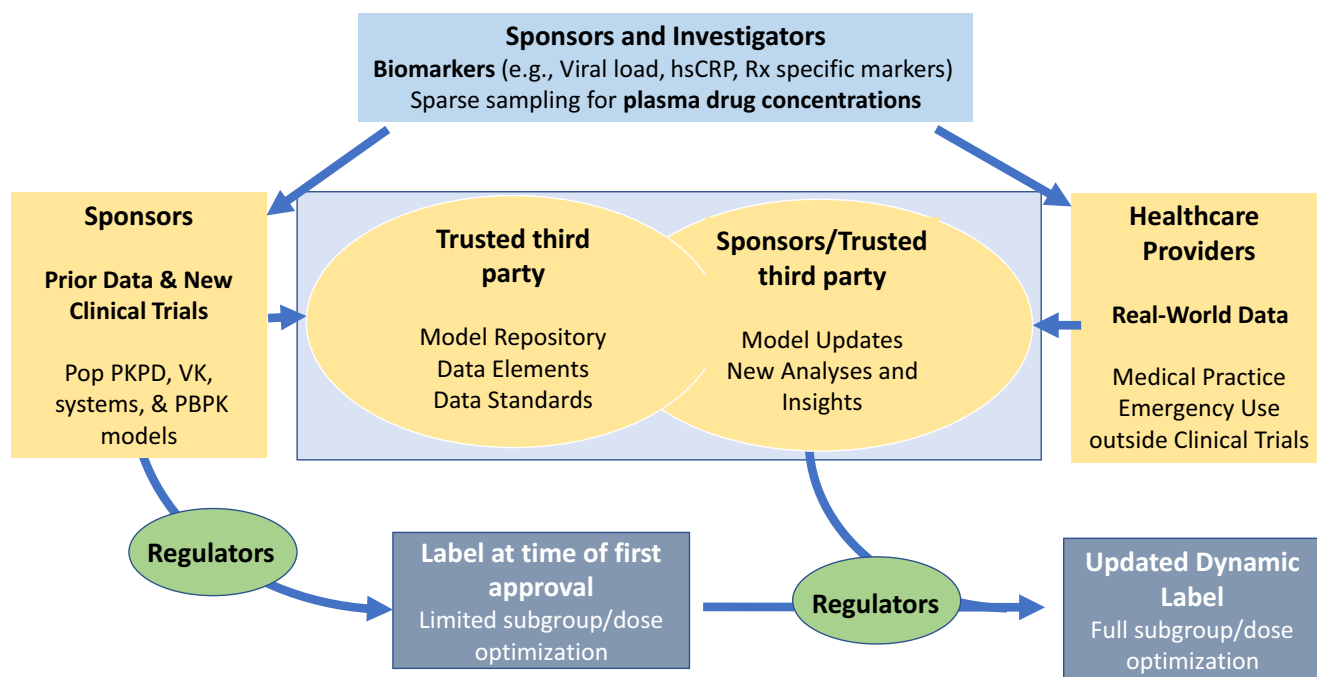 Sponsors and Investigators
Biomarkers (e.g., Viral load, hsCRP, Rx specific markers)
Sparse sampling for plasma drug concentrations
Sponsors
Prior Data & New
Clinical Trials
Pop PKPD, VK,
systems, & PBPK
models
Trusted third
party
Model Repository
Data Elements
Data Standards
Sponsors/Trusted
third party
Model Updates
New Analyses and
Insights
Healthcare
Providers
Real-World Data
Medical Practice
Emergency Use
outside Clinical Trials
Regulators
Label at time of first
approval
Limited subgroup/dose
optimization
Regulators
Updated Dynamic
Label
Full subgroup/dose
optimization